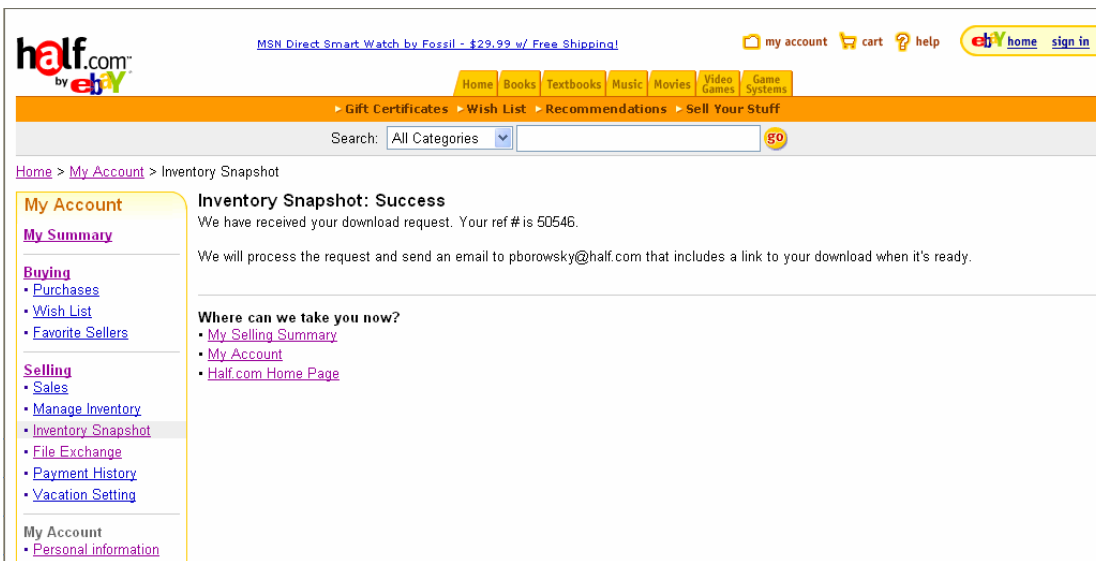 half.com™
by ebY
MSN Direct Smart Watch by Fossil - $29.99 w/ Free Shipping!
my account cart help
ebY home sign in
Home Books Textbooks Music Movies Video Games Game Systems
Gift Certificates Wish List Recommendations Sell Your Stuff
Search: All Categories go
Home > My Account > Inventory Snapshot
My Account
My Summary
Buying
• Purchases
• Wish List
• Favorite Sellers
Selling
• Sales
• Manage Inventory
• Inventory Snapshot
• File Exchange
• Payment History
• Vacation Setting
My Account
• Personal information
Inventory Snapshot: Success
We have received your download request. Your ref # is 50546.
We will process the request and send an email to pborowsky@half.com that includes a link to your download when it's ready.
Where can we take you now?
• My Selling Summary
• My Account
• Half.com Home Page